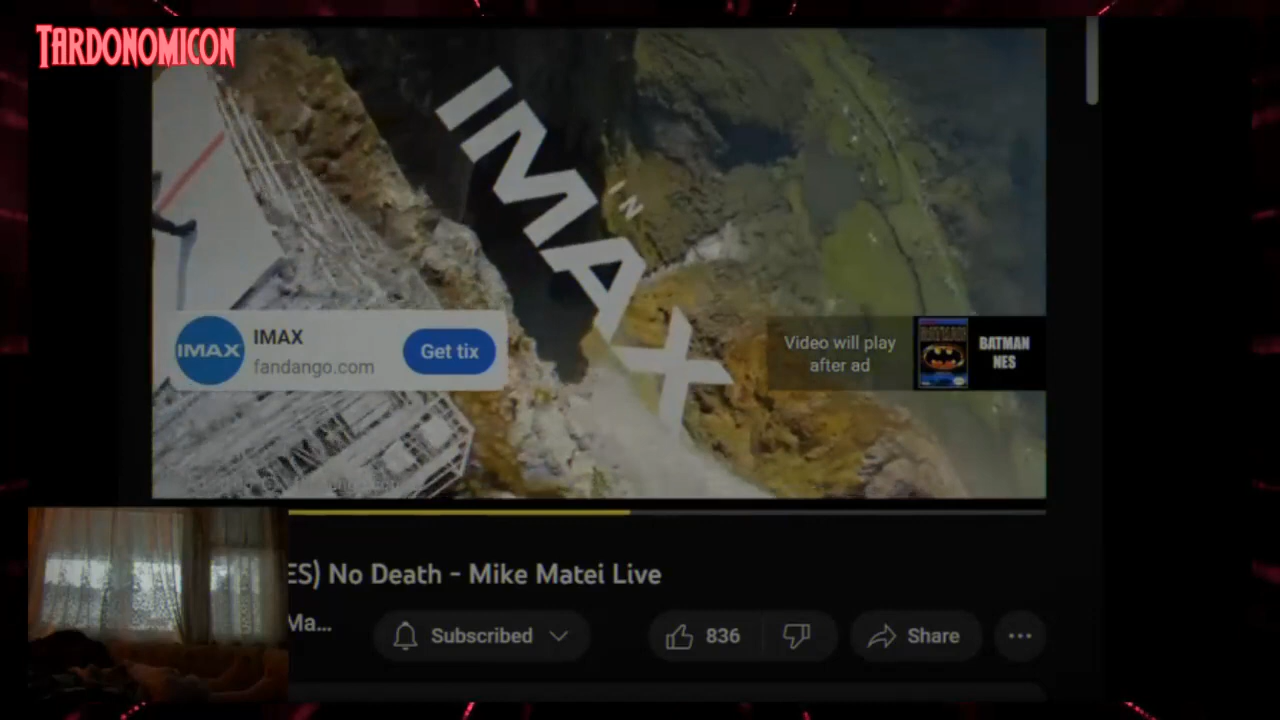 TARDONOMICON
IN
IMAX
IMAX
IMAX
fandango.com
Get tix
Video will play
after ad
BATMAN
NES
ES) No Death - Mike Matei Live
Ma...
Subscribed
836
Share